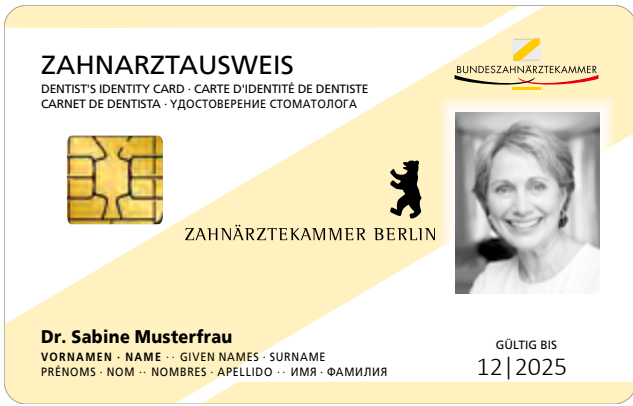 ZAHNARZTAUSWEIS
DENTIST'S IDENTITY CARD · CARTE D'IDENTITÉ DE DENTISTE
CARNET DE DENTISTA · УДОСТОВЕРЕНИЕ СТОМАТОЛОГА
BUNDESZAHNÄRZTEKAMMER
ZAHNÄRZTEKAMMER BERLIN
Dr. Sabine Musterfrau
VORNAMEN · NAME ·· GIVEN NAMES · SURNAME
PRÉNOMS · NOM ·· NOMBRES · APELLIDO ·· ИМЯ · ФАМИЛИЯ
GÜLTIG BIS
12|2025